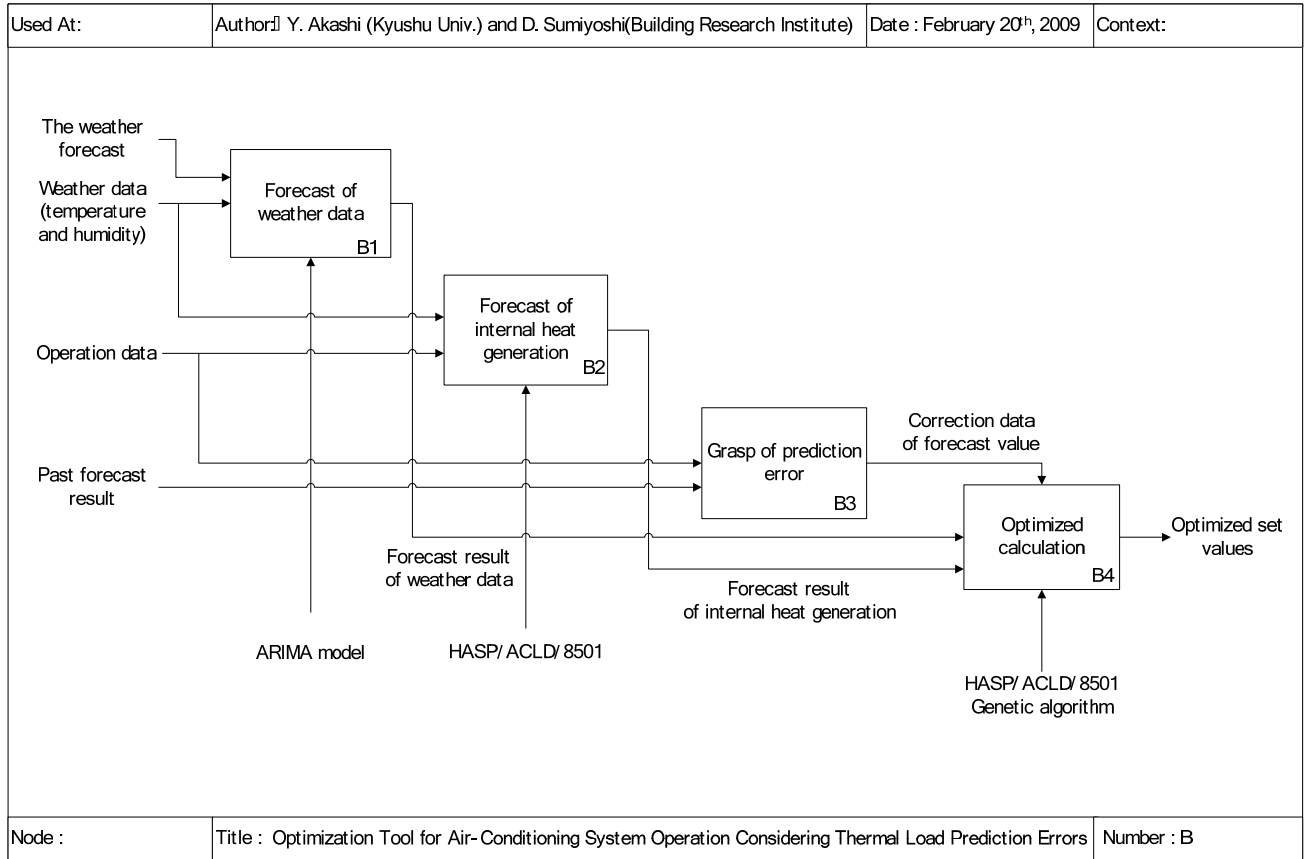 Used At:
Author: Y. Akashi (Kyushu Univ.) and D. Sumiyoshi(Building Research Institute)
Date : February 20th, 2009
Context:
The weather
forecast
Weather data
(temperature
and humidity)
Forecast of
weather data
B1
Forecast of
internal heat
generation
B2
Operation data
Correction data
of forecast value
Grasp of prediction
error
B3
Past forecast
result
Optimized
calculation
B4
Optimized set
values
Forecast result
of weather data
Forecast result
of internal heat generation
ARIMA model
HASP/ACLD/8501
HASP/ACLD/8501
Genetic algorithm
Node :
Title : Optimization Tool for Air-Conditioning System Operation Considering Thermal Load Prediction Errors
Number : B